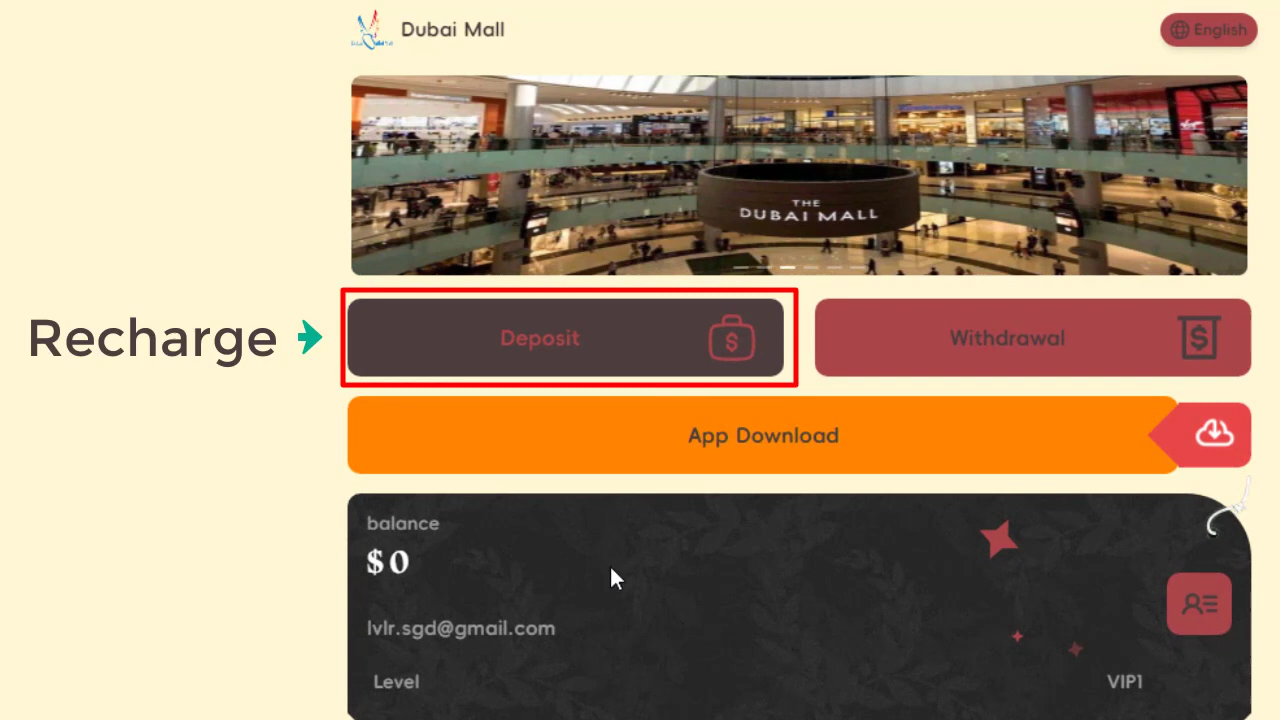 Dubai Mall
English
THE
DUBAI MALL
Recharge
Deposit
Withdrawal
App Download
balance
$0
lvlr.sgd@gmail.com
Level
VIP1